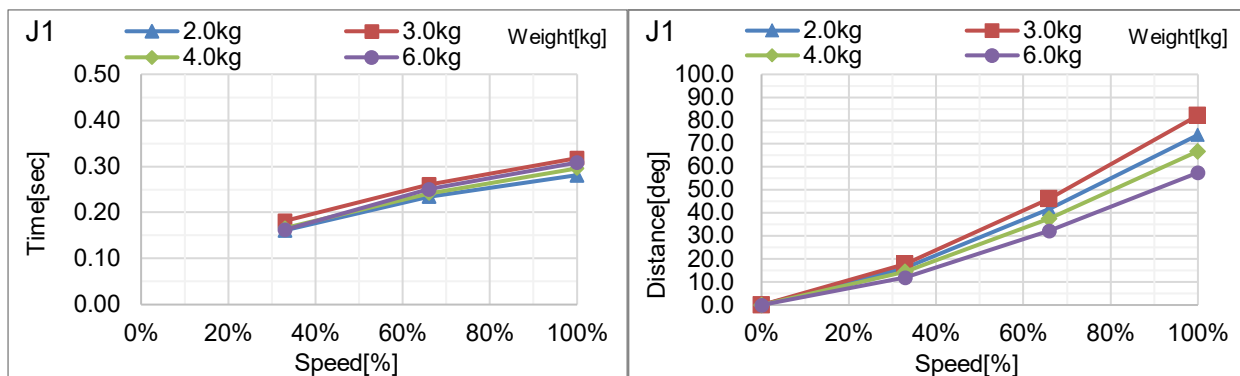 J1
2.0kg 3.0kg Weight[kg]
4.0kg 6.0kg
0.50
0.40
0.30
0.20
0.10
0.00
Time[sec]
0% 20% 40% 60% 80% 100%
Speed[%]
J1
2.0kg 3.0kg Weight[kg]
4.0kg 6.0kg
100.0
90.0
80.0
70.0
60.0
50.0
40.0
30.0
20.0
10.0
0.0
Distance[deg]
0% 20% 40% 60% 80% 100%
Speed[%]